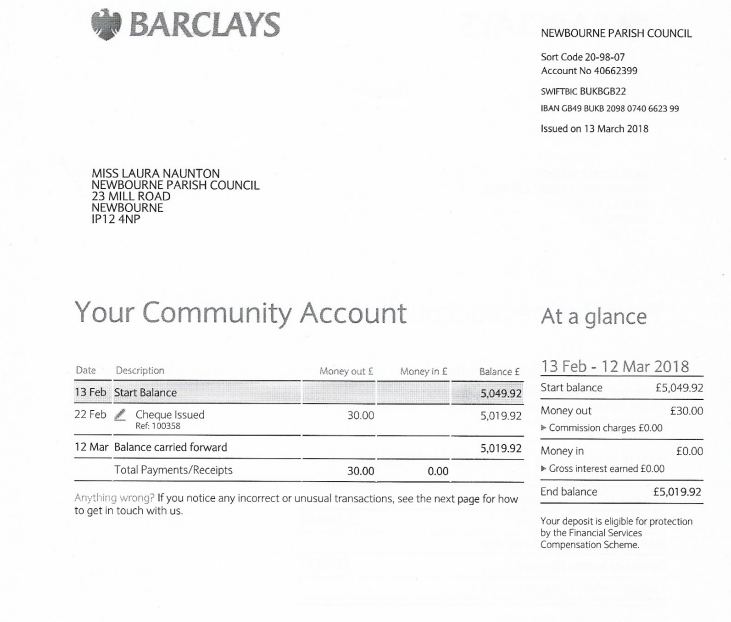 BARCLAYS
NEWBOURNE PARISH COUNCIL
Sort Code 20-98-07
Account No 40662399
SWIFTBIC BUKBGB22
IBAN GB49 BUKB 2098 0740 6623 99
Issued on 13 March 2018
MISS LAURA NAUNTON
NEWBOURNE PARISH COUNCIL
23 MILL ROAD
NEWBOURNE
IP12 4NP
Your Community Account
Date Description Money out £ Money in £ Balance £
13 Feb Start Balance 5,049.92
22 Feb Cheque Issued 30.00 5,019.92
Ref: 100358
12 Mar Balance carried forward 5,019.92
Total Payments/Receipts 30.00 0.00
Anything wrong? If you notice any incorrect or unusual transactions, see the next page for how
to get in touch with us.
At a glance
13 Feb - 12 Mar 2018
Start balance £5,049.92
Money out £30.00
▶ Commission charges £0.00
Money in £0.00
▶ Gross interest earned £0.00
End balance £5,019.92
Your deposit is eligible for protection
by the Financial Services
Compensation Scheme.